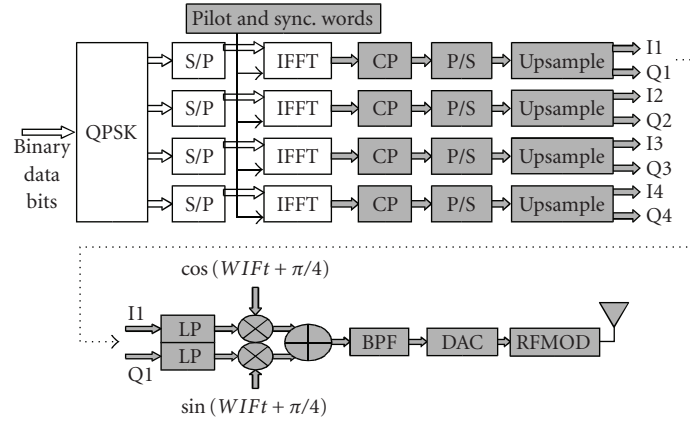 Pilot and sync. words
QPSK
Binary
data
bits
S/P IFFT CP P/S Upsample I1 Q1
S/P IFFT CP P/S Upsample I2 Q2
S/P IFFT CP P/S Upsample I3 Q3
S/P IFFT CP P/S Upsample I4 Q4
cos (WIFt + π/4)
I1 LP
Q1 LP
BPF DAC RFMOD
sin (WIFt + π/4)